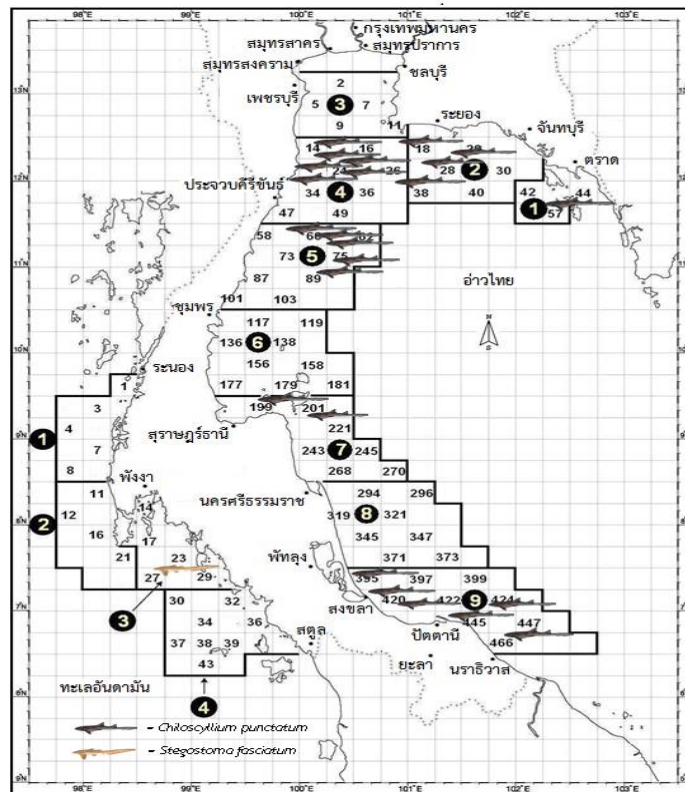 98°E 99°E 100°E 101°E 102°E 103°E
กรุงเทพมหานคร
สมุทรสาคร
สมุทรปราการ
สมุทรสงคราม
ชลบุรี
13°N
2
เพชรบุรี
5 3 7
ระยอง
9 11
จันทบุรี
14 16 18
ตราด
12°N
26 28 2 30
ประจวบคีรีขันธ์
34 4 36 38 40 42 44
47 49 1 57
58
73 5 75
อ่าวไทย
11°N
87 89
101 103
ชุมพร
N
S
117 119
10°N
136 6 138
156 158
ระนอง
1
177 179 181
3
199 201
4
สุราษฎร์ธานี
221
1
9°N
7
243 7 245
8
พังงา
268 270
11
นครศรีธรรมราช
294 296
12
14
319 8 321
2
8°N
16 17
345 347
21 23
พัทลุง
371 373
27 29
395 397 399
3
30 32
สงขลา
420 422 9 424
7°N
34 36
สตูล
ปัตตานี
445 447
37 38 39
466
43
ยะลา
นราธิวาส
ทะเลอันดามัน
4
- Chiloscyllium punctatum
- Stegostoma fasciatum
98°E 99°E 100°E 101°E 102°E 103°E